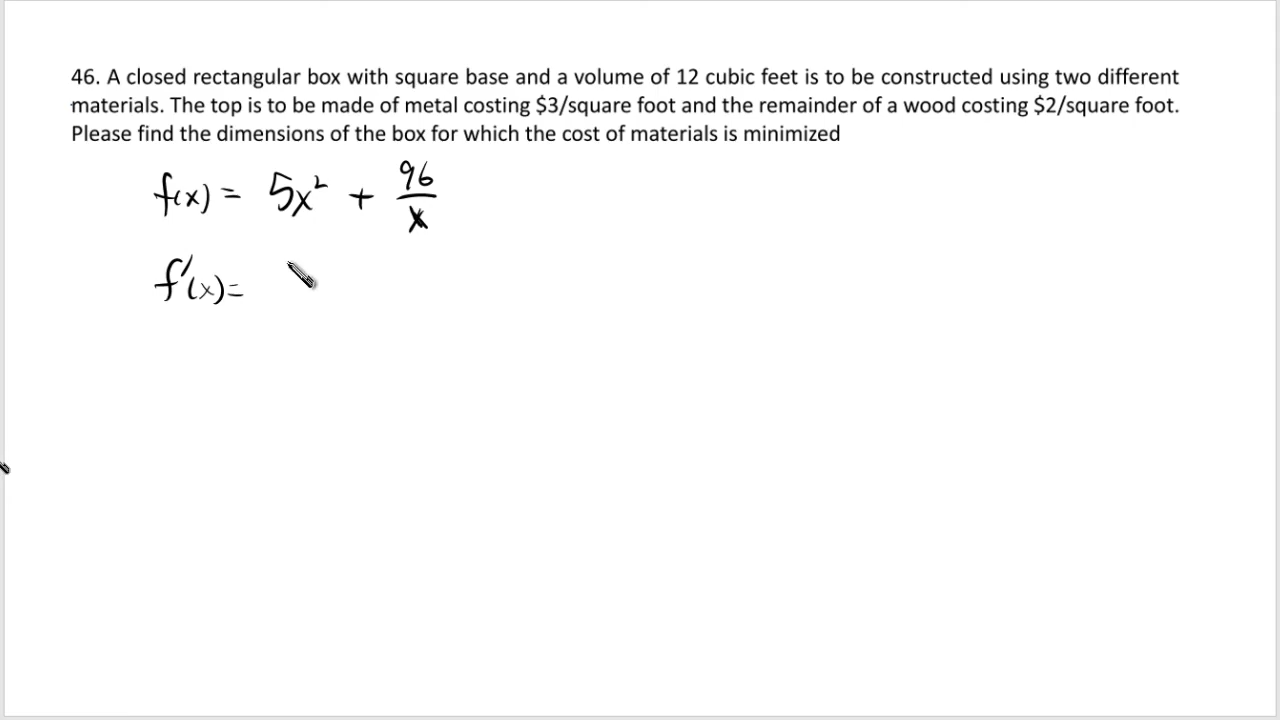 46. A closed rectangular box with square base and a volume of 12 cubic feet is to be constructed using two different
materials. The top is to be made of metal costing $3/square foot and the remainder of a wood costing $2/square foot.
Please find the dimensions of the box for which the cost of materials is minimized
f(x) = 5x² + 96/x
f'(x)=